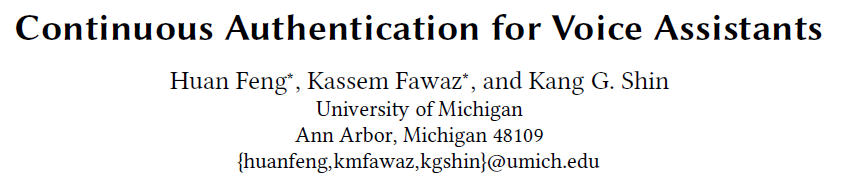 Continuous Authentication for Voice Assistants
Huan Feng*, Kassem Fawaz*, and Kang G. Shin
University of Michigan
Ann Arbor, Michigan 48109
{huanfeng,kmfawaz,kgshin}@umich.edu